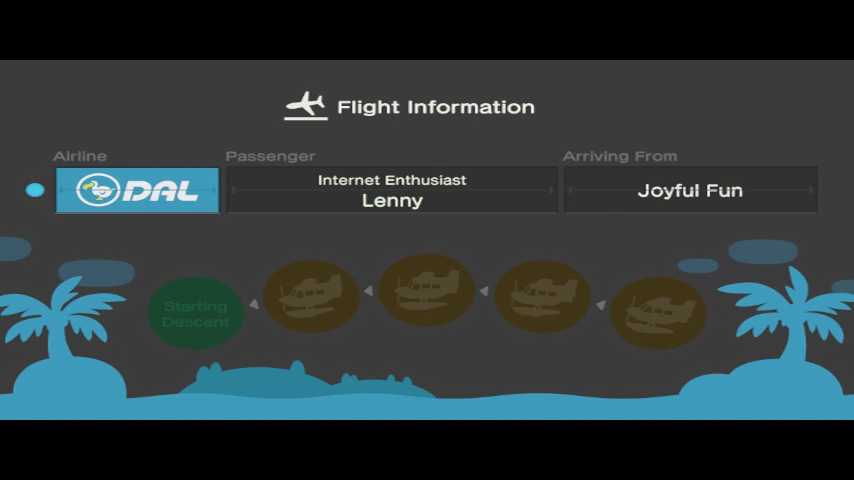 Flight Information
Airline
Passenger
Arriving From
DAL
Internet Enthusiast
Lenny
Joyful Fun
Starting
Descent